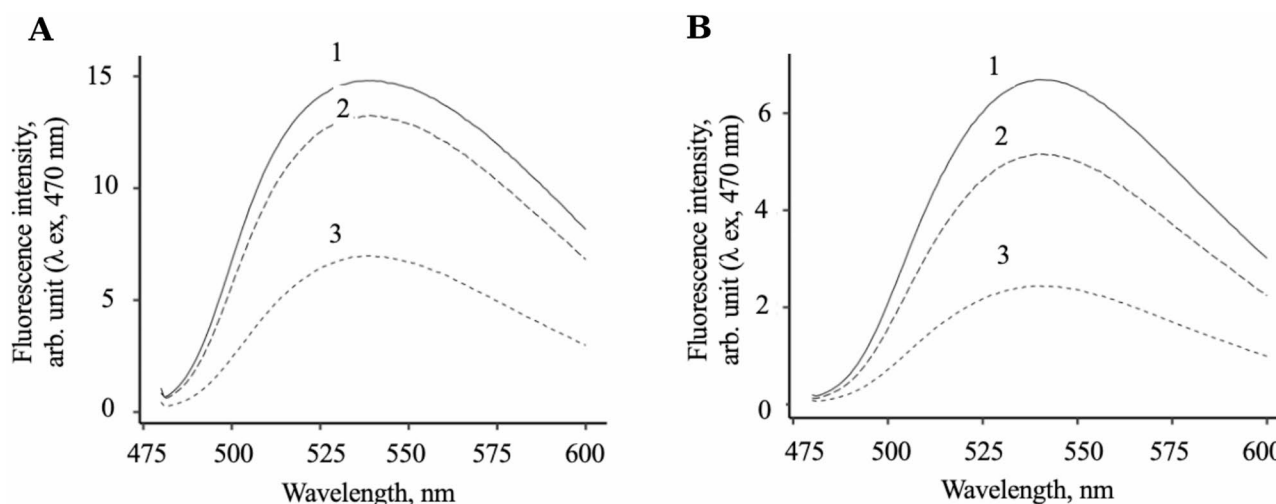 A
Fluorescence intensity,
arb. unit (λ ex, 470 nm)
15
10
5
0
1
2
3
475 500 525 550 575 600
Wavelength, nm
B
Fluorescence intensity,
arb. unit (λ ex, 470 nm)
6
4
2
0
1
2
3
475 500 525 550 575 600
Wavelength, nm